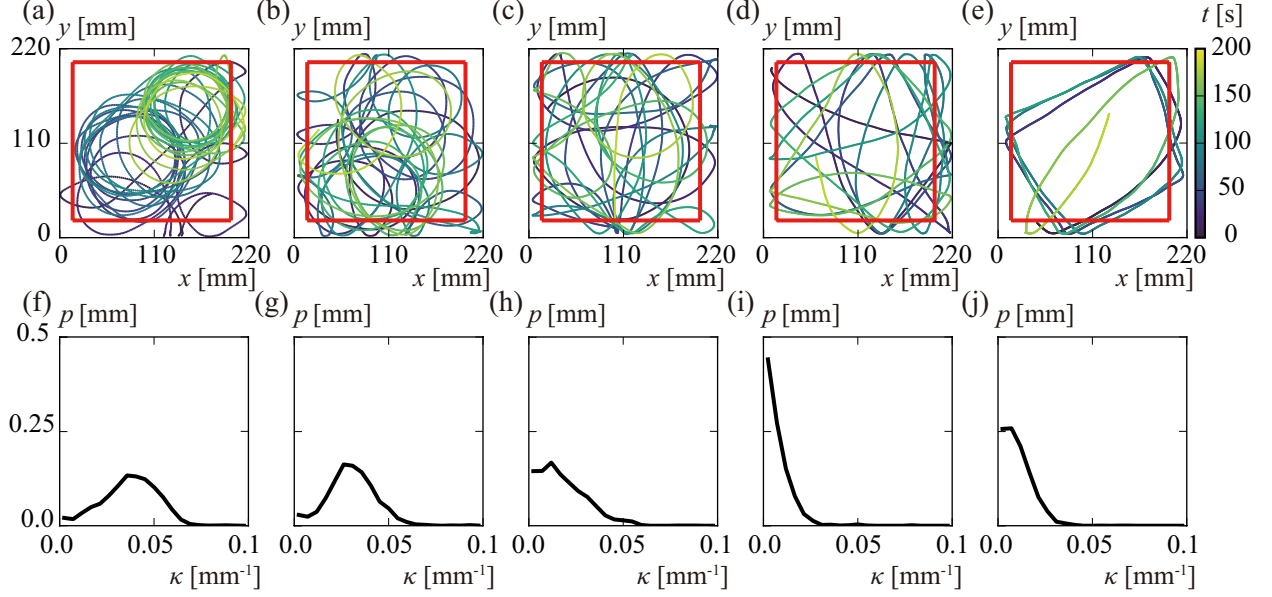 (a) (b) (c) (d) (e) t [s]
y [mm] y [mm] y [mm] y [mm] y [mm]
220 200
150
110 100
50
0 0
0 110 220 0 110 220 0 110 220 0 110 220 0 110 220
x [mm] x [mm] x [mm] x [mm] x [mm]
(f) (g) (h) (i) (j)
p [mm] p [mm] p [mm] p [mm] p [mm]
0.5
0.25
0.0
0.0 0.05 0.1 0.0 0.05 0.1 0.0 0.05 0.1 0.0 0.05 0.1 0.0 0.05 0.1
κ [mm⁻¹] κ [mm⁻¹] κ [mm⁻¹] κ [mm⁻¹] κ [mm⁻¹]